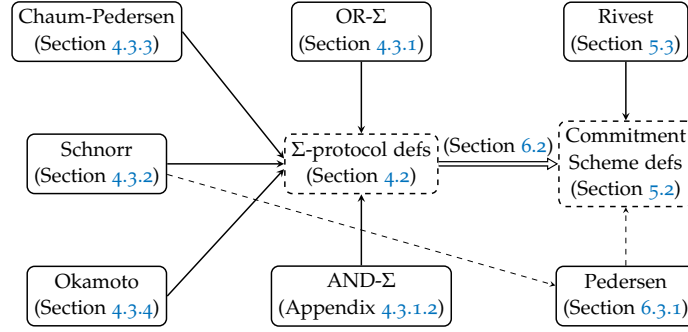 Chaum-Pedersen
(Section 4.3.3)
OR-Σ
(Section 4.3.1)
Rivest
(Section 5.3)
Schnorr
(Section 4.3.2)
Σ-protocol defs
(Section 4.2)
(Section 6.2)
Commitment
Scheme defs
(Section 5.2)
Okamoto
(Section 4.3.4)
AND-Σ
(Appendix 4.3.1.2)
Pedersen
(Section 6.3.1)